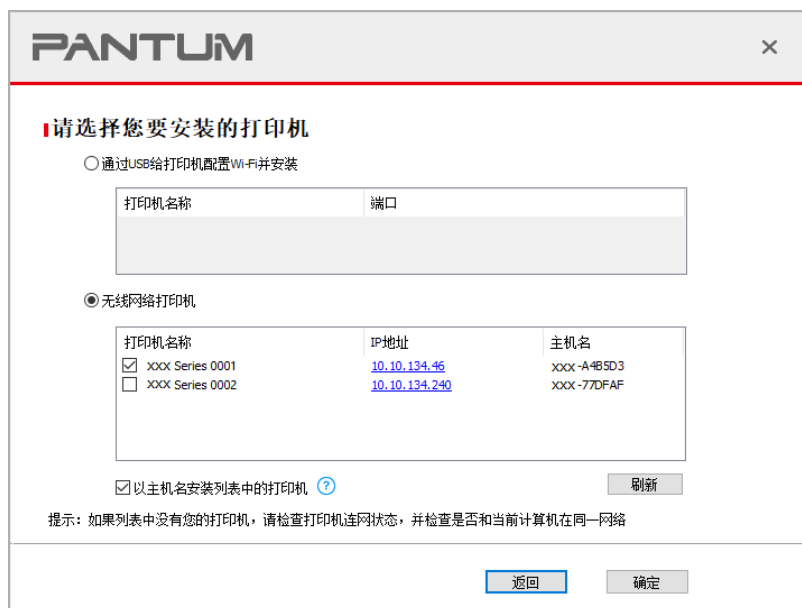 PANTUM
请选择您要安装的打印机
通过USB给打印机配置Wi-Fi并安装
打印机名称 端口
无线网络打印机
打印机名称 IP地址 主机名
XXX Series 0001 10.10.134.46 XXX-A4B5D3
XXX Series 0002 10.10.134.240 XXX-77DFAF
以主机名安装列表中的打印机 ? 刷新
提示：如果列表中没有您的打印机，请检查打印机连网状态，并检查是否和当前计算机在同一网络
返回 确定